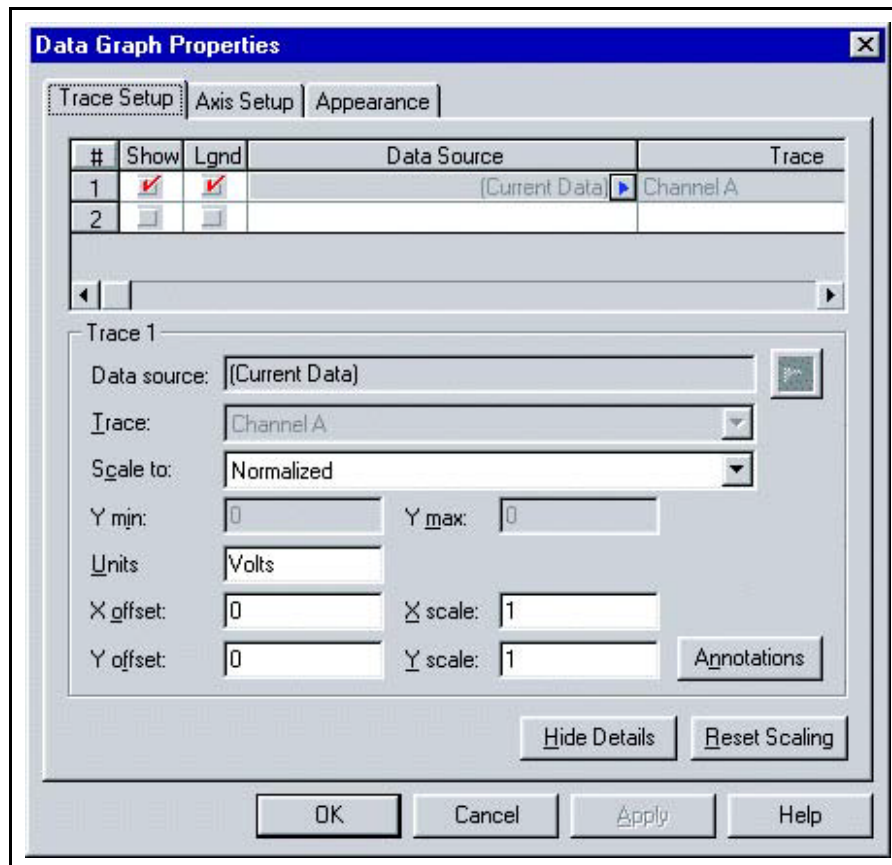 Data Graph Properties
Trace Setup Axis Setup Appearance
# Show Lgnd Data Source Trace
1 (Current Data) Channel A
2
Trace 1
Data source: (Current Data)
Trace: Channel A
Scale to: Normalized
Y min: 0 Y max: 0
Units Volts
X offset: 0 X scale: 1
Y offset: 0 Y scale: 1 Annotations
Hide Details Reset Scaling
OK Cancel Apply Help